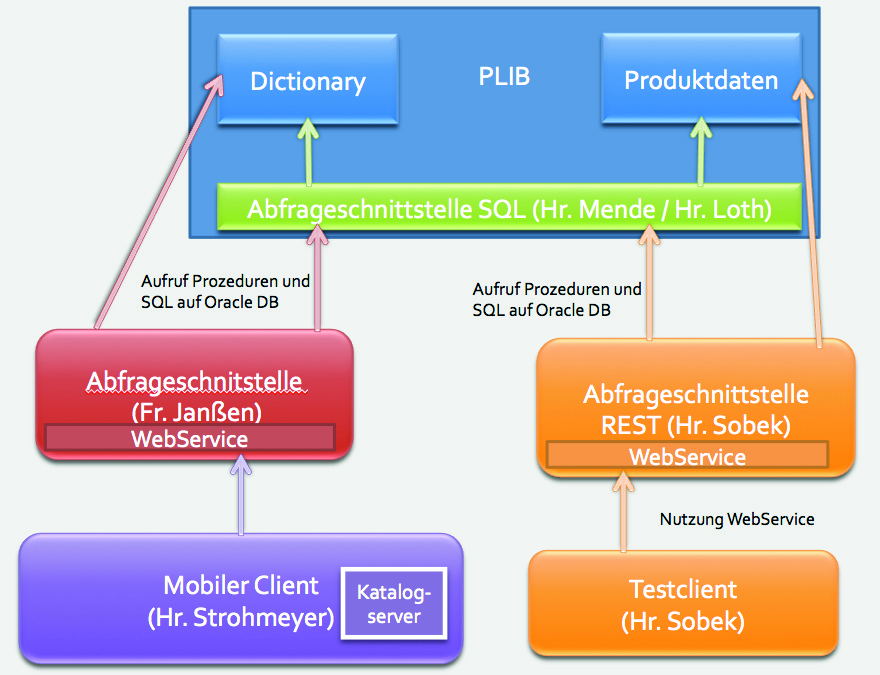 Dictionary
PLIB
Produktdaten
Abfrageschnittstelle SQL (Hr. Mende / Hr. Loth)
Aufruf Prozeduren und
SQL auf Oracle DB
Aufruf Prozeduren und
SQL auf Oracle DB
Abfrageschnitstelle
(Fr. Janßen)
WebService
Abfrageschnittstelle
REST (Hr. Sobek)
WebService
Nutzung WebService
Mobiler Client
(Hr. Strohmeyer)
Katalog-
server
Testclient
(Hr. Sobek)